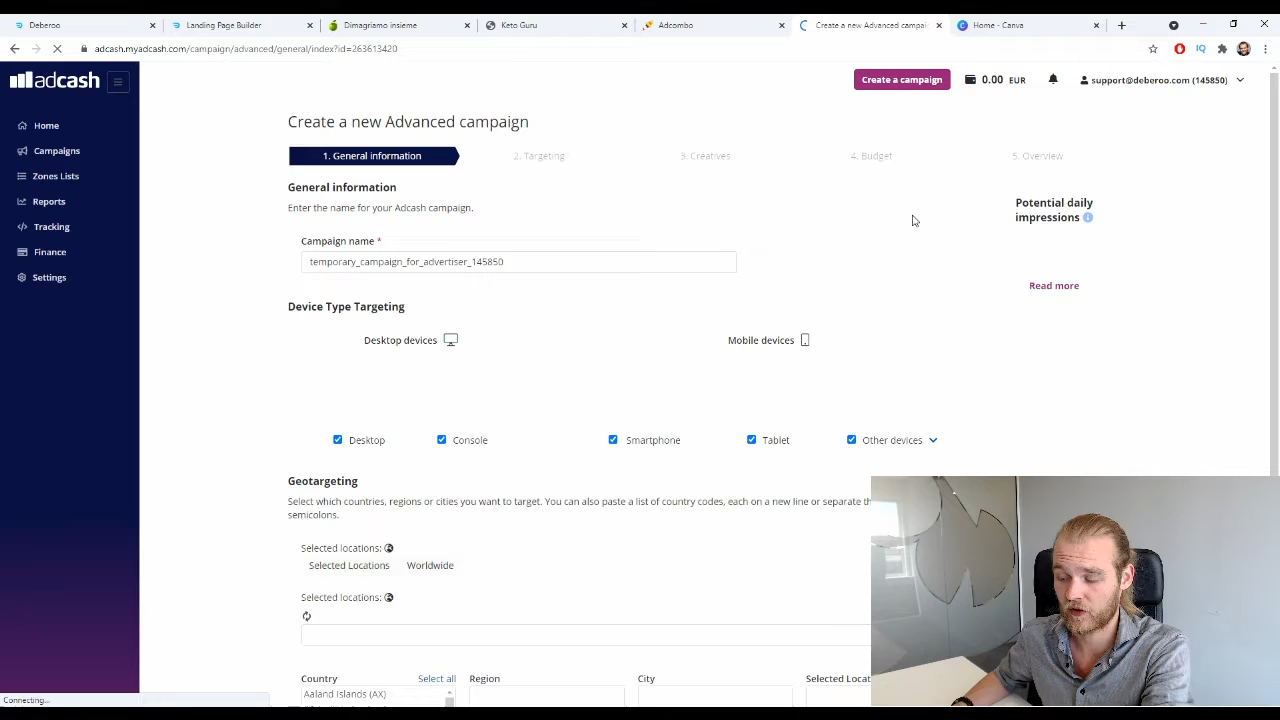 Deberoo
Landing Page Builder
Dimagriamo insieme
Keto Guru
Adcombo
Create a new Advanced campai
Home - Canva
adcash.myadcash.com/campaign/advanced/general/index?id=263613420
adcash
Create a campaign
0.00 EUR
support@deberoo.com (145850)
Home
Campaigns
Zones Lists
Reports
Tracking
Finance
Settings
Create a new Advanced campaign
1. General information
2. Targeting
3. Creatives
4. Budget
5. Overview
General information
Enter the name for your Adcash campaign.
Potential daily
impressions
Campaign name *
temporary_campaign_for_advertiser_145850
Read more
Device Type Targeting
Desktop devices
Mobile devices
Desktop
Console
Smartphone
Tablet
Other devices
Geotargeting
Select which countries, regions or cities you want to target. You can also paste a list of country codes, each on a new line or separate th
semicolons.
Selected locations:
Selected Locations
Worldwide
Selected locations:
Country
Select all
Region
City
Selected Locat
Aaland Islands (AX)
Connecting...